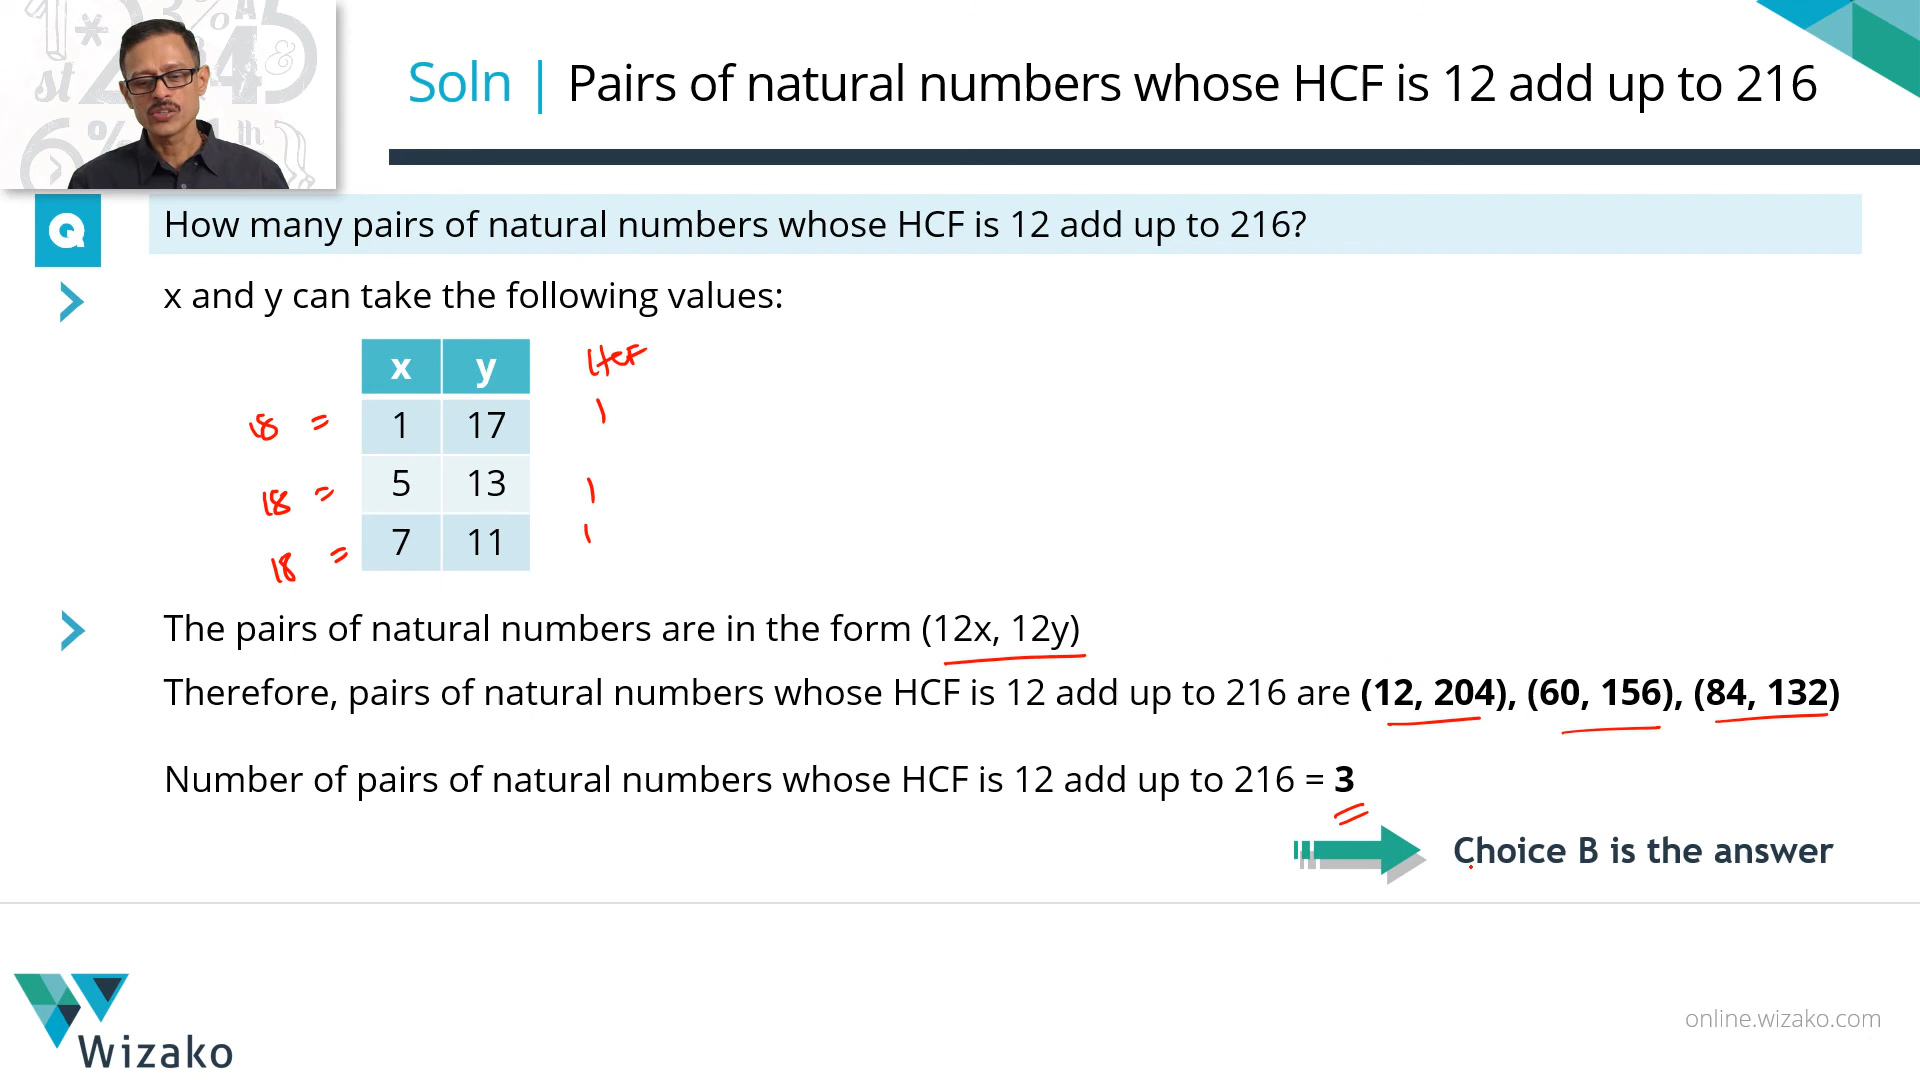 Soln | Pairs of natural numbers whose HCF is 12 add up to 216
Q
How many pairs of natural numbers whose HCF is 12 add up to 216?
x and y can take the following values:
x y HCF
18 = 1 17 1
18 = 5 13 1
18 = 7 11 1
The pairs of natural numbers are in the form (12x, 12y)
Therefore, pairs of natural numbers whose HCF is 12 add up to 216 are (12, 204), (60, 156), (84, 132)
Number of pairs of natural numbers whose HCF is 12 add up to 216 = 3
Choice B is the answer
Wizako
online.wizako.com